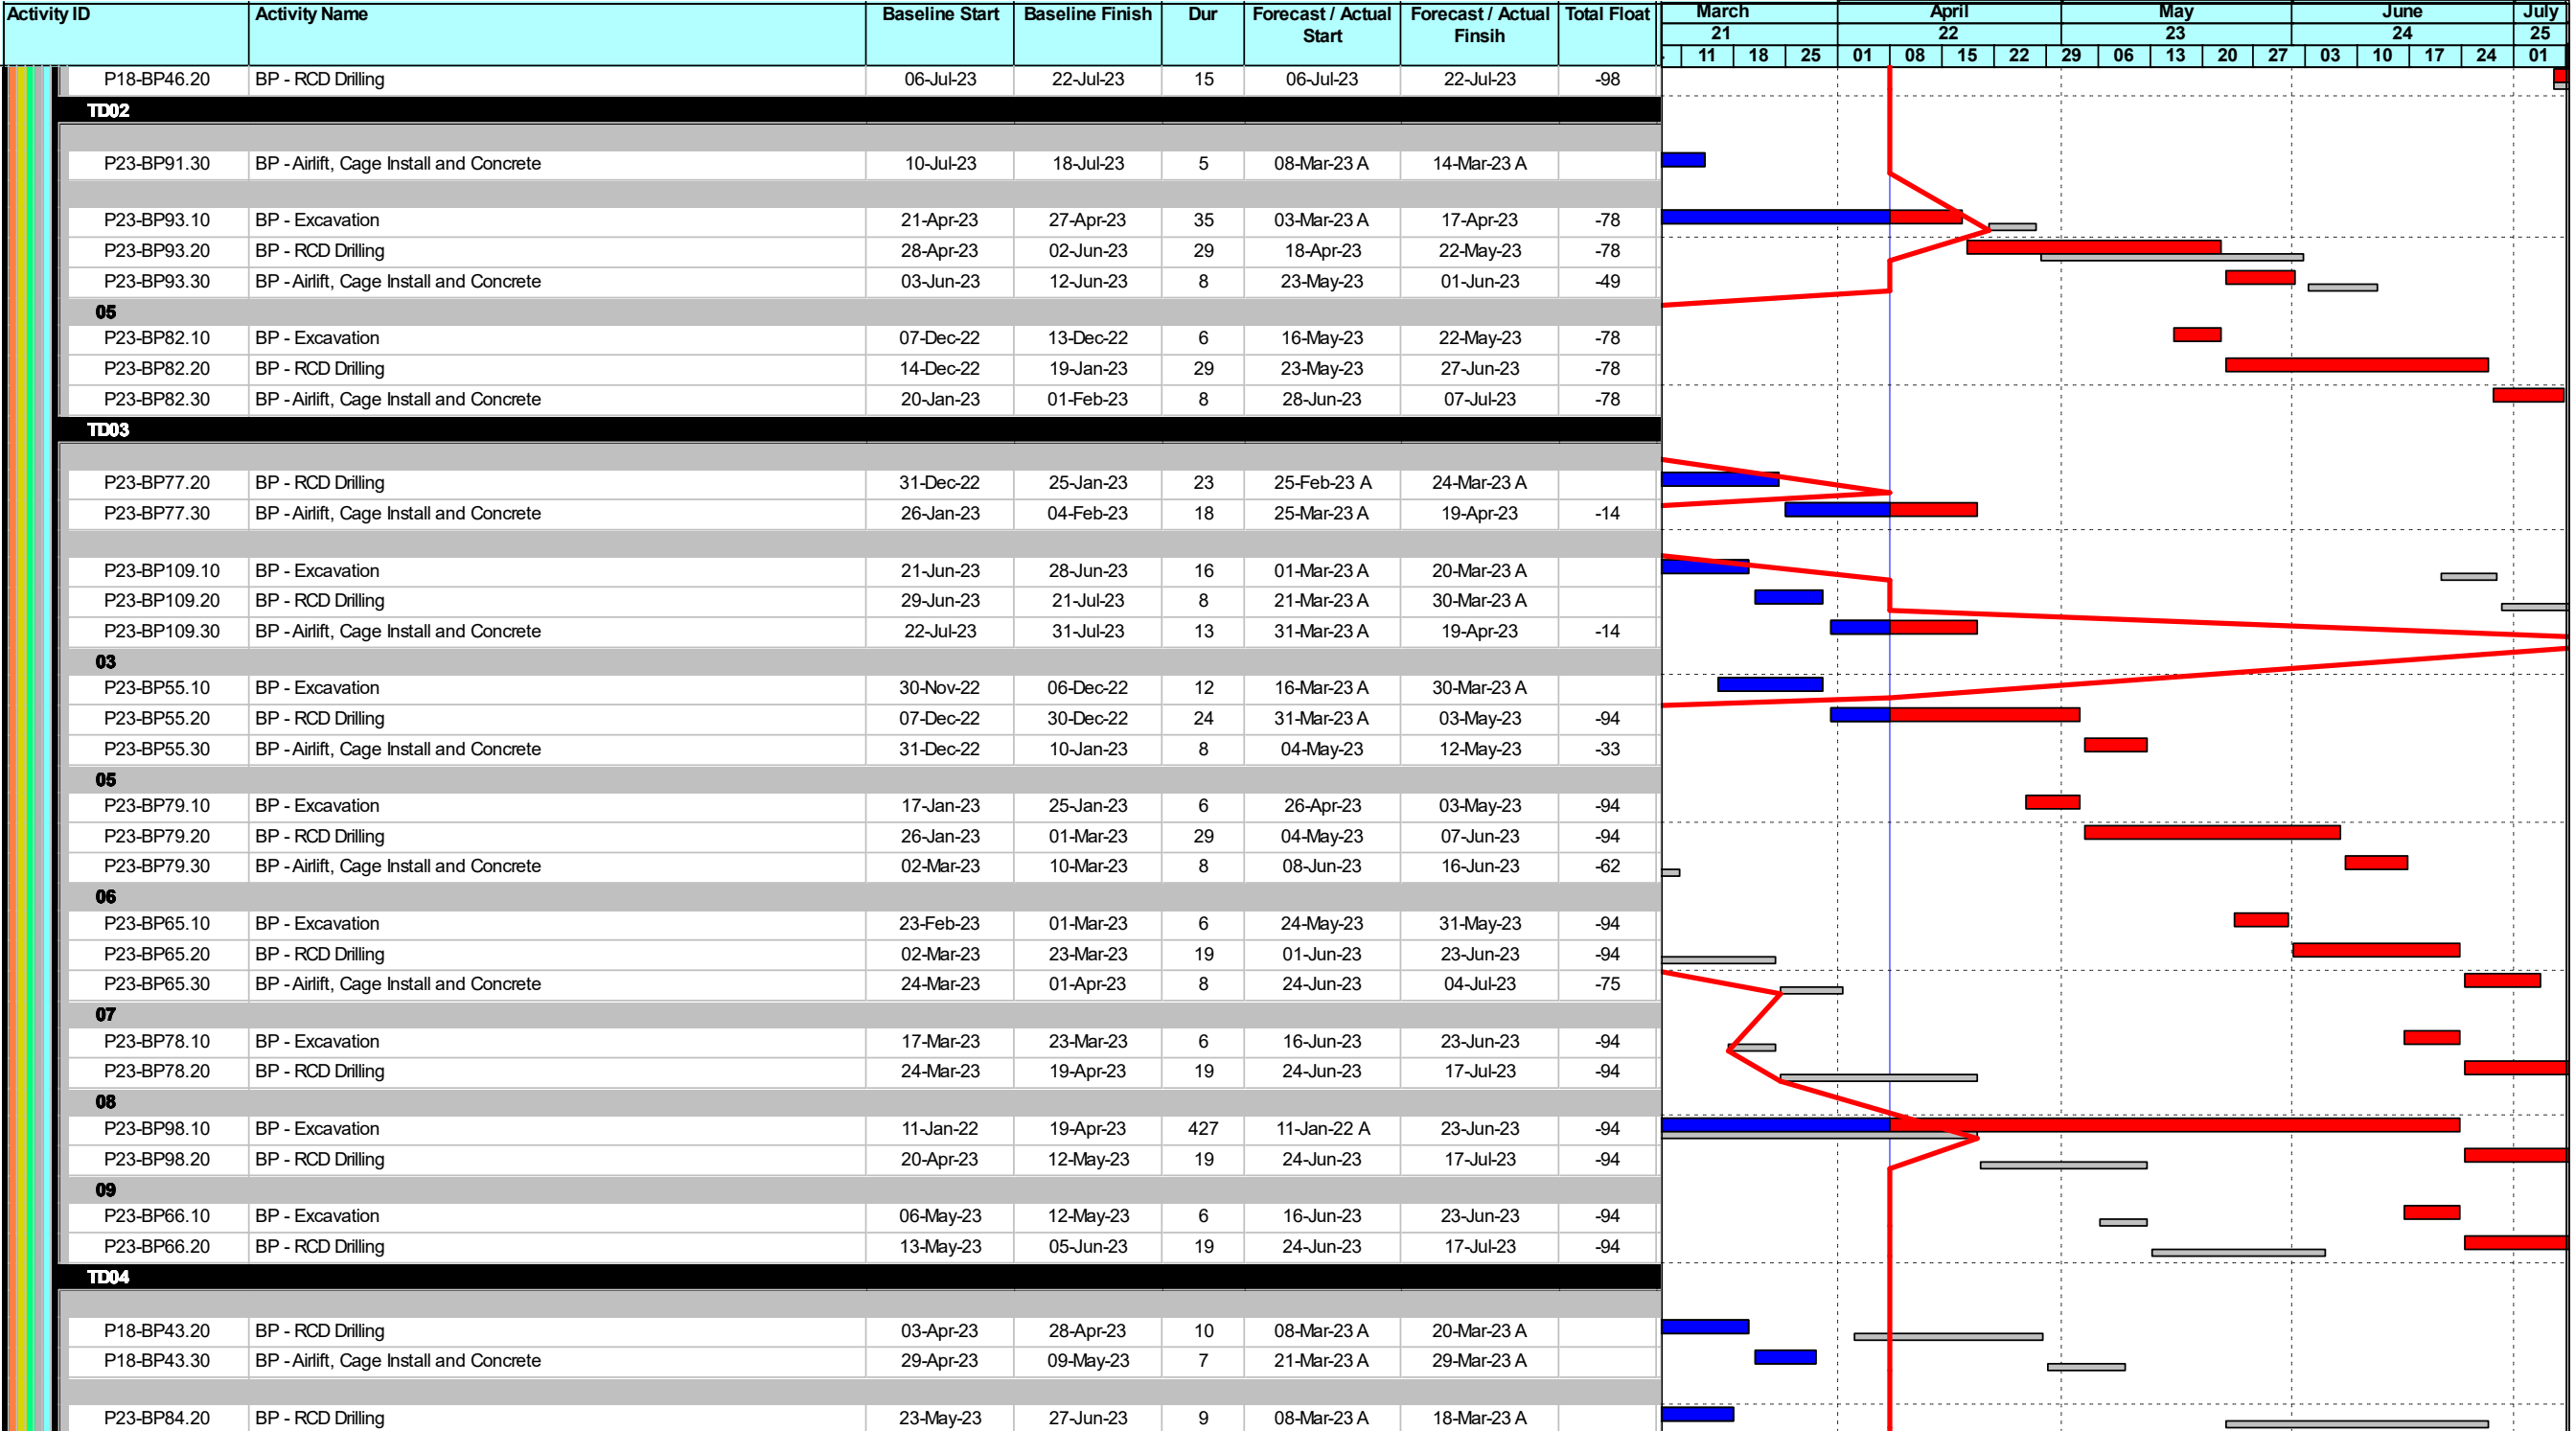 Activity ID Activity Name Baseline Start Baseline Finish Dur Forecast / Actual Start Forecast / Actual Finsih Total Float March April May June July
21 22 23 24 25
11 18 25 01 08 15 22 29 06 13 20 27 03 10 17 24 01
P18-BP46.20 BP - RCD Drilling 06-Jul-23 22-Jul-23 15 06-Jul-23 22-Jul-23 -98
TD02
P23-BP91.30 BP - Airlift, Cage Install and Concrete 10-Jul-23 18-Jul-23 5 08-Mar-23 A 14-Mar-23 A
P23-BP93.10 BP - Excavation 21-Apr-23 27-Apr-23 35 03-Mar-23 A 17-Apr-23 -78
P23-BP93.20 BP - RCD Drilling 28-Apr-23 02-Jun-23 29 18-Apr-23 22-May-23 -78
P23-BP93.30 BP - Airlift, Cage Install and Concrete 03-Jun-23 12-Jun-23 8 23-May-23 01-Jun-23 -49
05
P23-BP82.10 BP - Excavation 07-Dec-22 13-Dec-22 6 16-May-23 22-May-23 -78
P23-BP82.20 BP - RCD Drilling 14-Dec-22 19-Jan-23 29 23-May-23 27-Jun-23 -78
P23-BP82.30 BP - Airlift, Cage Install and Concrete 20-Jan-23 01-Feb-23 8 28-Jun-23 07-Jul-23 -78
TD03
P23-BP77.20 BP - RCD Drilling 31-Dec-22 25-Jan-23 23 25-Feb-23 A 24-Mar-23 A
P23-BP77.30 BP - Airlift, Cage Install and Concrete 26-Jan-23 04-Feb-23 18 25-Mar-23 A 19-Apr-23 -14
P23-BP109.10 BP - Excavation 21-Jun-23 28-Jun-23 16 01-Mar-23 A 20-Mar-23 A
P23-BP109.20 BP - RCD Drilling 29-Jun-23 21-Jul-23 8 21-Mar-23 A 30-Mar-23 A
P23-BP109.30 BP - Airlift, Cage Install and Concrete 22-Jul-23 31-Jul-23 13 31-Mar-23 A 19-Apr-23 -14
03
P23-BP55.10 BP - Excavation 30-Nov-22 06-Dec-22 12 16-Mar-23 A 30-Mar-23 A
P23-BP55.20 BP - RCD Drilling 07-Dec-22 30-Dec-22 24 31-Mar-23 A 03-May-23 -94
P23-BP55.30 BP - Airlift, Cage Install and Concrete 31-Dec-22 10-Jan-23 8 04-May-23 12-May-23 -33
05
P23-BP79.10 BP - Excavation 17-Jan-23 25-Jan-23 6 26-Apr-23 03-May-23 -94
P23-BP79.20 BP - RCD Drilling 26-Jan-23 01-Mar-23 29 04-May-23 07-Jun-23 -94
P23-BP79.30 BP - Airlift, Cage Install and Concrete 02-Mar-23 10-Mar-23 8 08-Jun-23 16-Jun-23 -62
06
P23-BP65.10 BP - Excavation 23-Feb-23 01-Mar-23 6 24-May-23 31-May-23 -94
P23-BP65.20 BP - RCD Drilling 02-Mar-23 23-Mar-23 19 01-Jun-23 23-Jun-23 -94
P23-BP65.30 BP - Airlift, Cage Install and Concrete 24-Mar-23 01-Apr-23 8 24-Jun-23 04-Jul-23 -75
07
P23-BP78.10 BP - Excavation 17-Mar-23 23-Mar-23 6 16-Jun-23 23-Jun-23 -94
P23-BP78.20 BP - RCD Drilling 24-Mar-23 19-Apr-23 19 24-Jun-23 17-Jul-23 -94
08
P23-BP98.10 BP - Excavation 11-Jan-22 19-Apr-23 427 11-Jan-22 A 23-Jun-23 -94
P23-BP98.20 BP - RCD Drilling 20-Apr-23 12-May-23 19 24-Jun-23 17-Jul-23 -94
09
P23-BP66.10 BP - Excavation 06-May-23 12-May-23 6 16-Jun-23 23-Jun-23 -94
P23-BP66.20 BP - RCD Drilling 13-May-23 05-Jun-23 19 24-Jun-23 17-Jul-23 -94
TD04
P18-BP43.20 BP - RCD Drilling 03-Apr-23 28-Apr-23 10 08-Mar-23 A 20-Mar-23 A
P18-BP43.30 BP - Airlift, Cage Install and Concrete 29-Apr-23 09-May-23 7 21-Mar-23 A 29-Mar-23 A
P23-BP84.20 BP - RCD Drilling 23-May-23 27-Jun-23 9 08-Mar-23 A 18-Mar-23 A